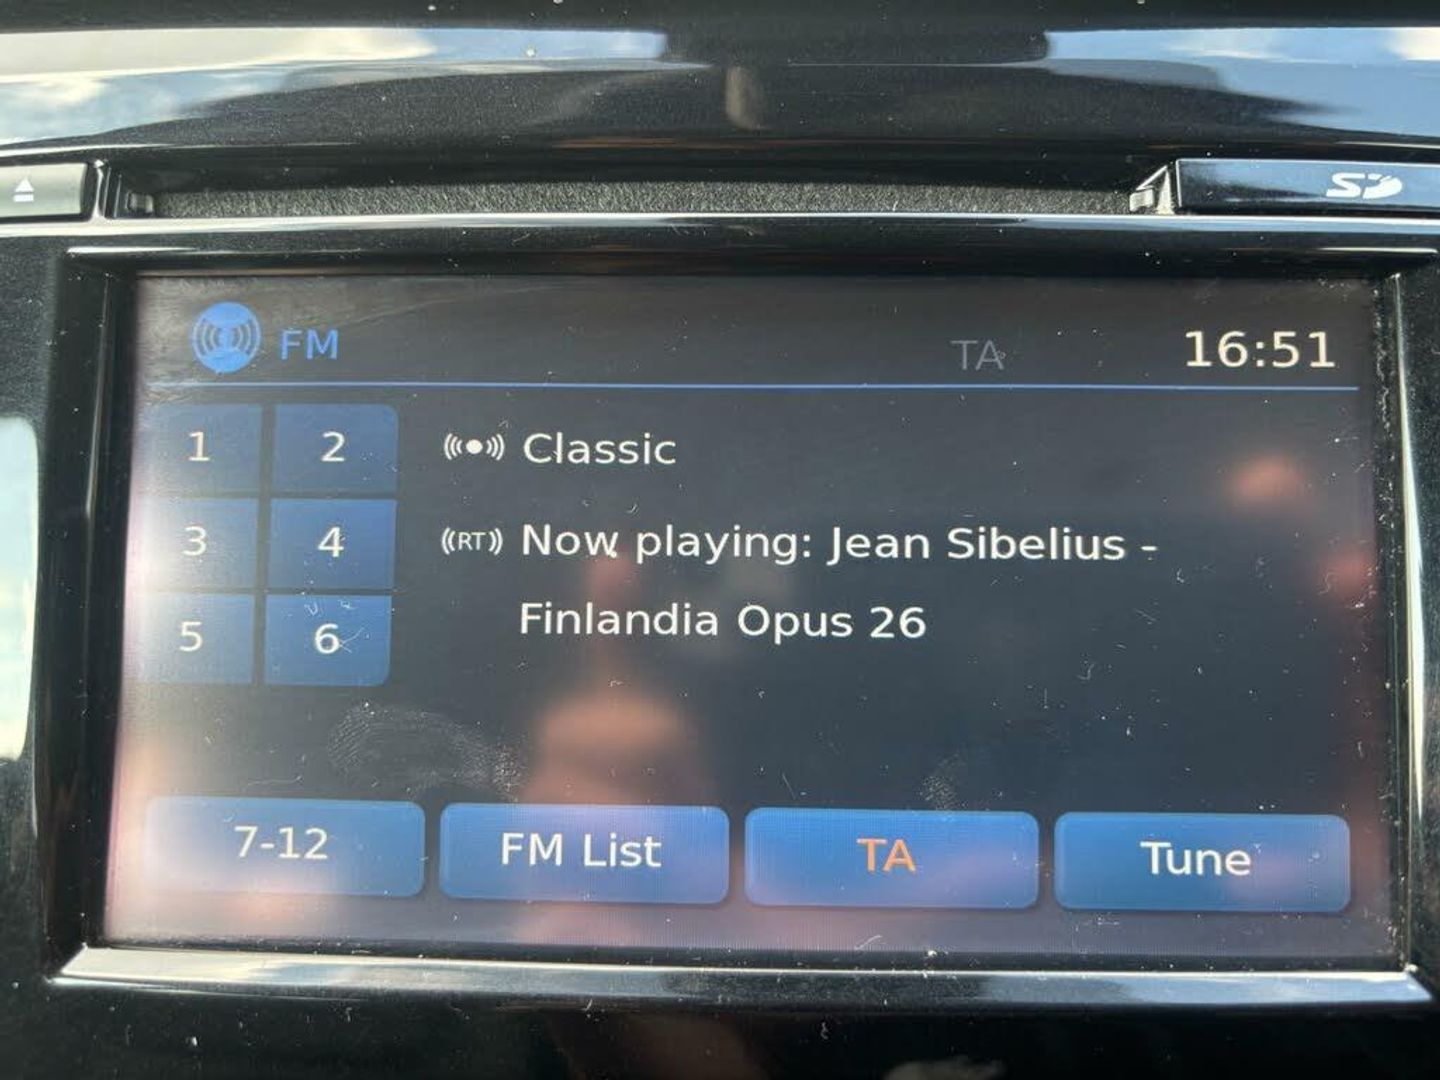 SD
FM
TA
16:51
1
2
Classic
3
4
RT
Now playing: Jean Sibelius -
Finlandia Opus 26
5
6
7-12
FM List
TA
Tune